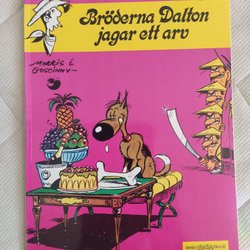 Bröderna Dalton
jagar ett arv
MORRIS &
GOSCINNY